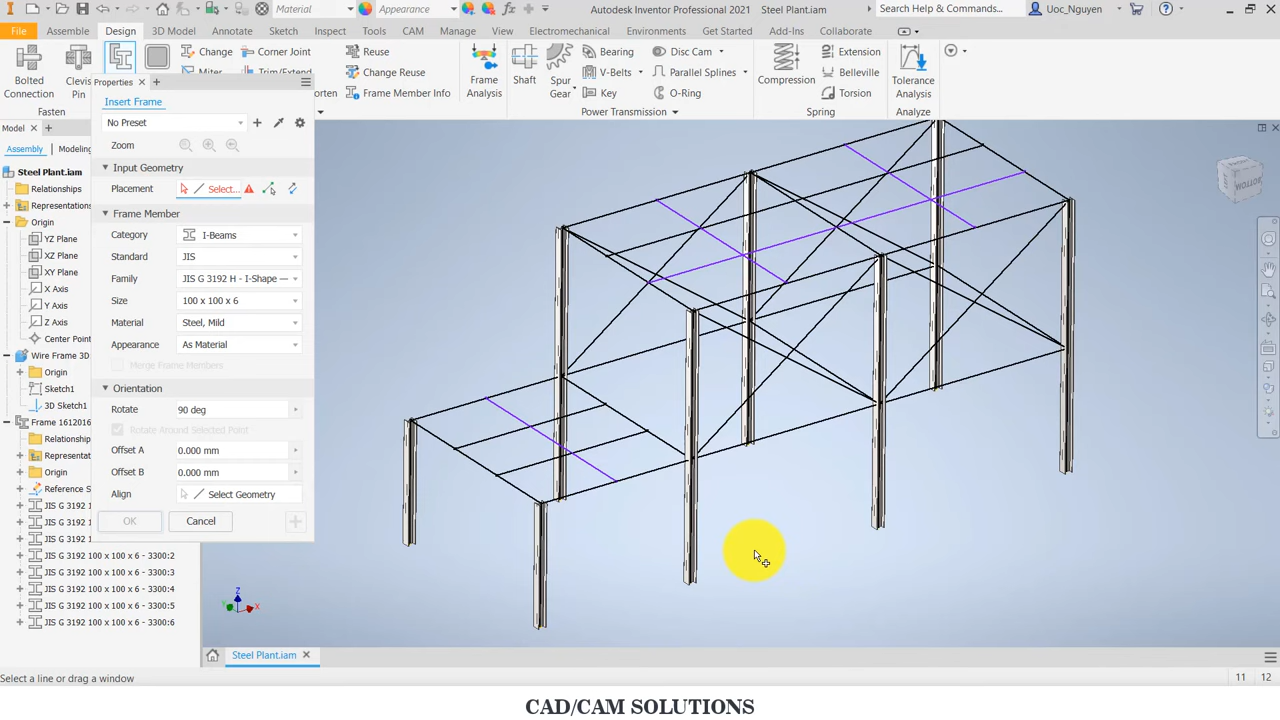 Material
Appearance
Autodesk Inventor Professional 2021 Steel Plant.iam
Search Help & Commands...
Uoc_Nguyen
File Assembly Design 3D Model Annotate Sketch Inspect Tools CAM Manage View Electromechanical Environments Get Started Add-Ins Collaborate
Bolted
Connection
Clevis
Pin
Fasten
Change
Corner Joint
Reuse
Change Reuse
Frame Member Info
Frame
Analysis
Shaft
Spur
Gear
Bearing
V-Belts
Key
Disc Cam
Parallel Splines
O-Ring
Power Transmission
Compression
Extension
Belleville
Torsion
Spring
Tolerance
Analysis
Analyze
Properties
Insert Frame
No Preset
Zoom
Input Geometry
Placement Select...
Frame Member
Category I-Beams
Standard JIS
Family JIS G 3192 H - I-Shape —
Size 100 x 100 x 6
Material Steel, Mild
Appearance As Material
Merge Frame Members
Orientation
Rotate 90 deg
Rotate Around Selected Point
Offset A 0.000 mm
Offset B 0.000 mm
Align Select Geometry
OK Cancel
Model
Assembly Modeling
Steel Plant.iam
Relationships
Representations
Origin
YZ Plane
XZ Plane
XY Plane
X Axis
Y Axis
Z Axis
Center Point
Wire Frame 3D
Origin
Sketch1
3D Sketch1
Frame 1612016
Relationship
Representat
Origin
Reference S
JIS G 3192 1
JIS G 3192 1
JIS G 3192 1
JIS G 3192 100 x 100 x 6 - 3300:2
JIS G 3192 100 x 100 x 6 - 3300:3
JIS G 3192 100 x 100 x 6 - 3300:4
JIS G 3192 100 x 100 x 6 - 3300:5
JIS G 3192 100 x 100 x 6 - 3300:6
BOTTOM
Z
X
Steel Plant.iam
Select a line or drag a window
11 12
CAD/CAM SOLUTIONS